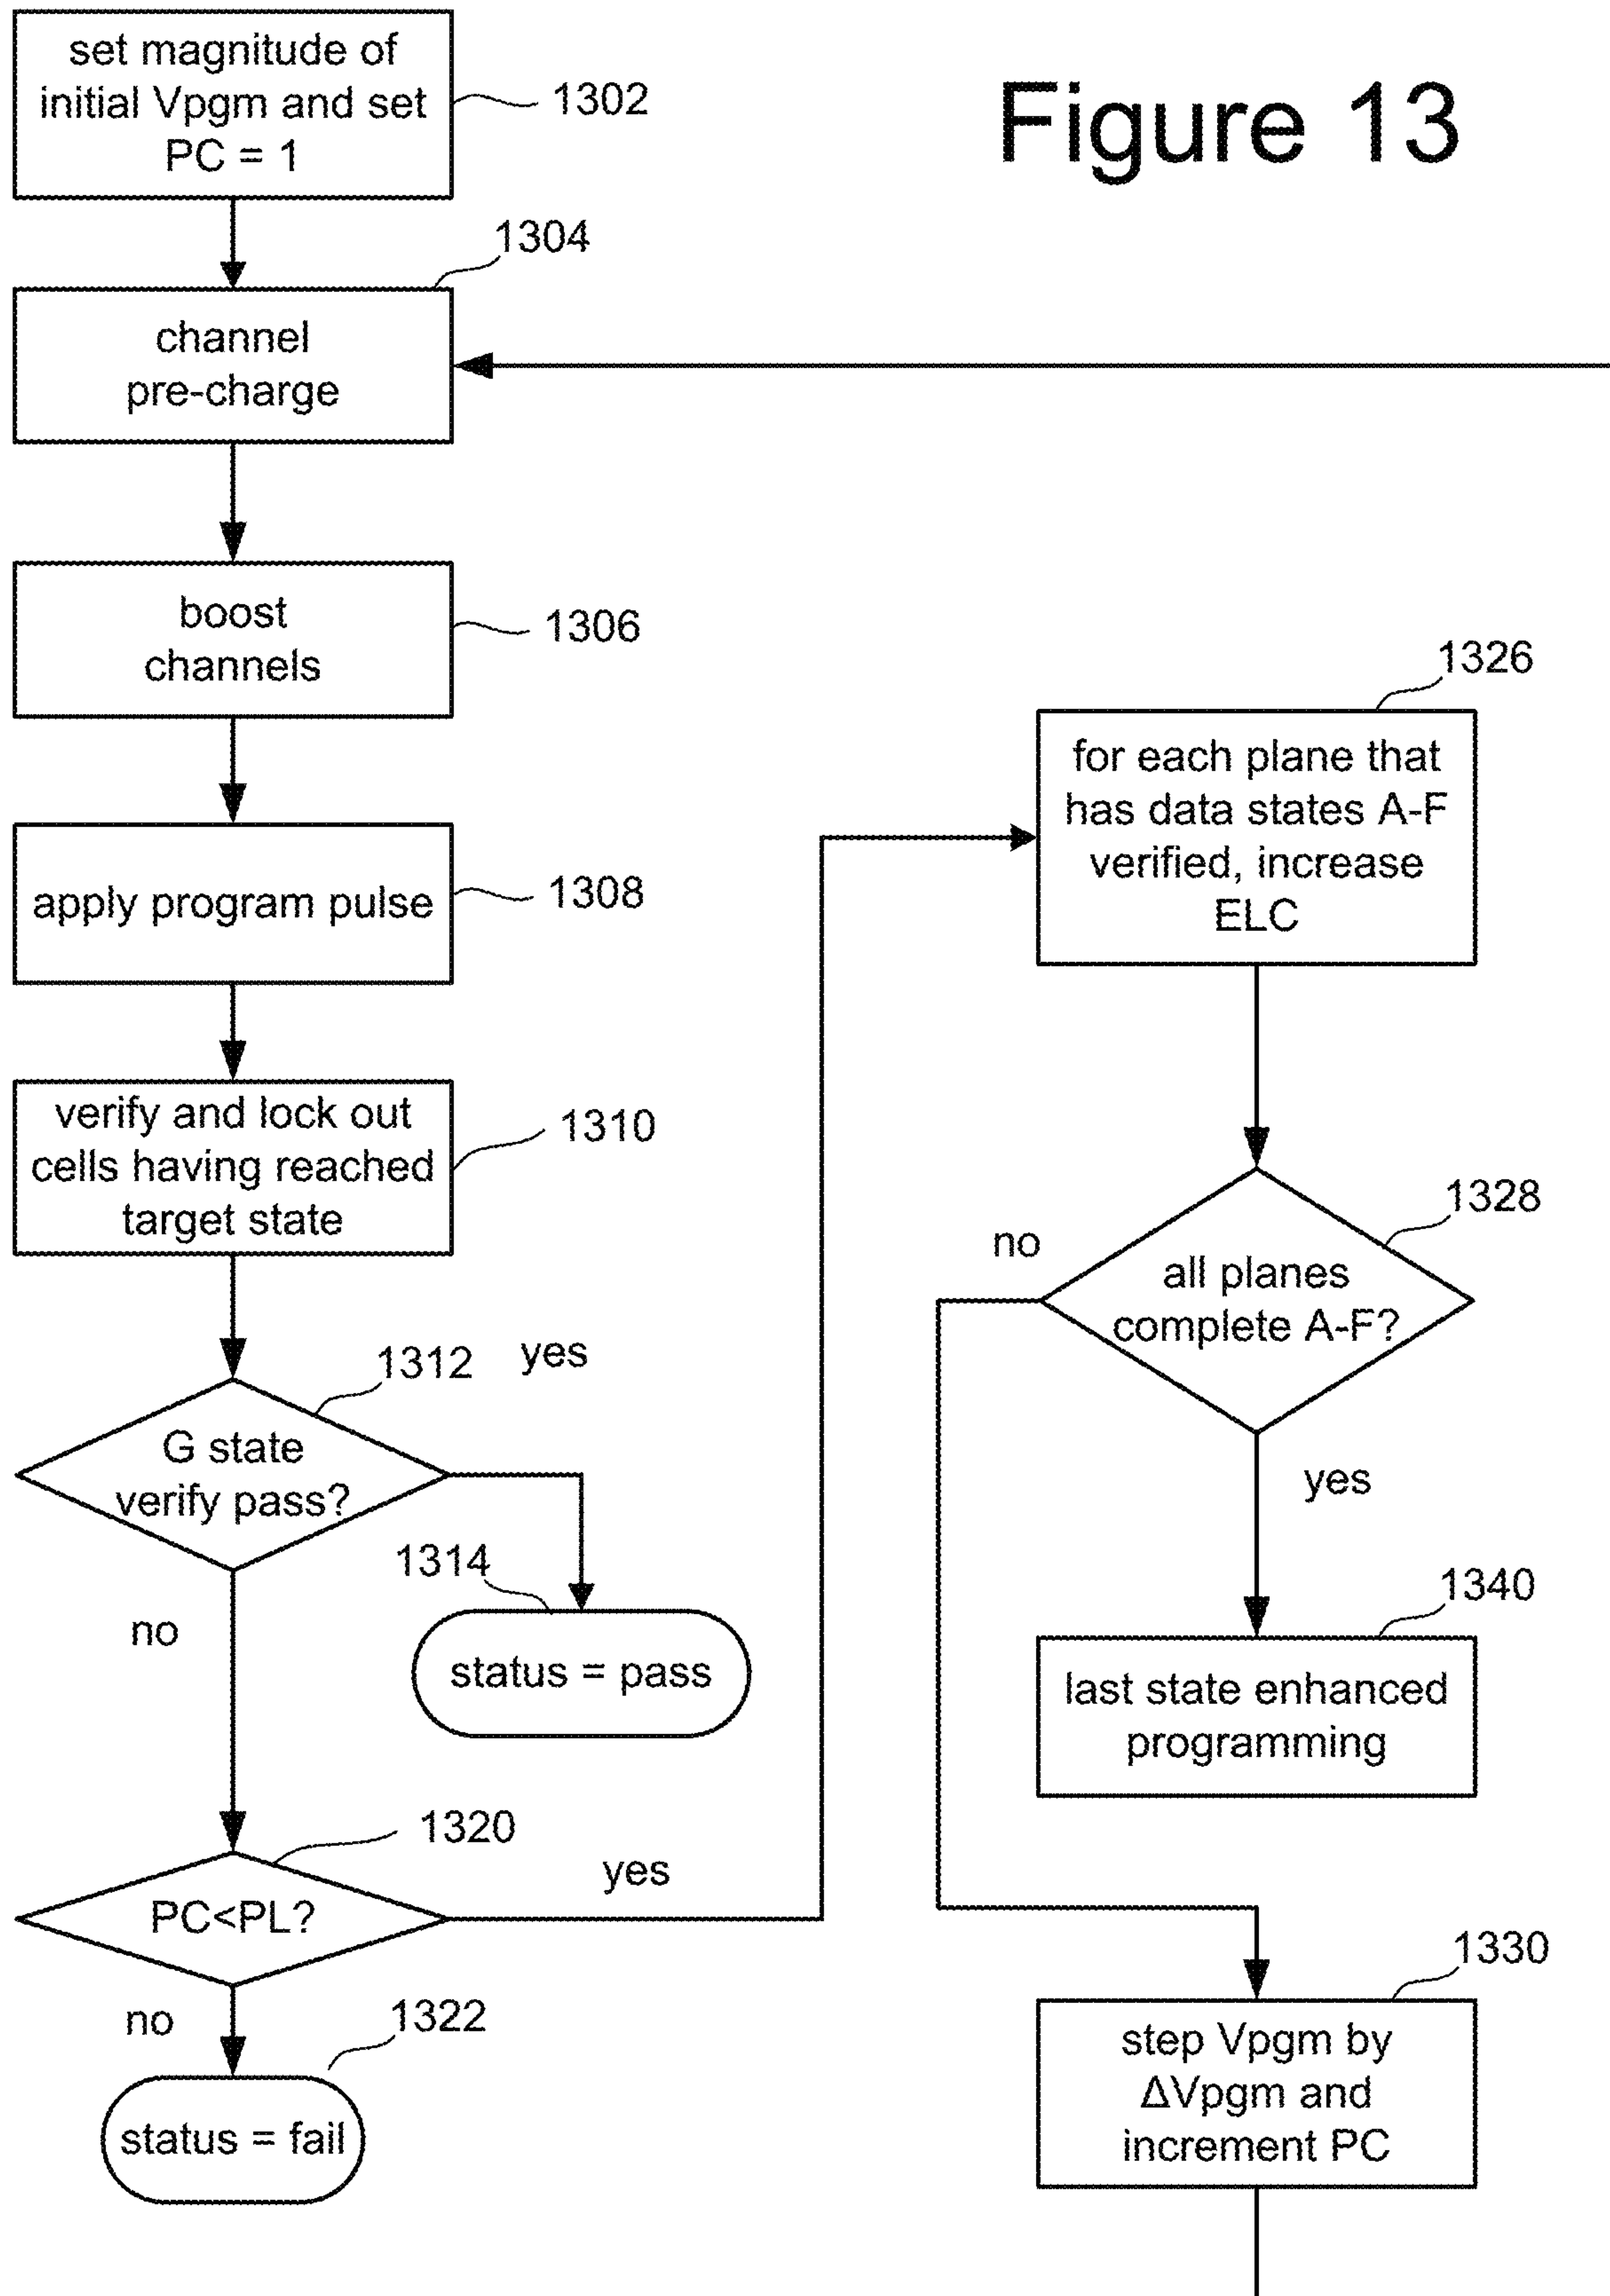 Figure 13
set magnitude of
initial Vpgm and set
PC = 1
1302
1304
channel
pre-charge
boost
channels
1306
apply program pulse
1308
verify and lock out
cells having reached
target state
1310
1312
yes
G state
verify pass?
no
1314
status = pass
1320
PC<PL?
yes
no
1322
status = fail
1326
for each plane that
has data states A-F
verified, increase
ELC
1328
no
all planes
complete A-F?
yes
1340
last state enhanced
programming
1330
step Vpgm by
ΔVpgm and
increment PC